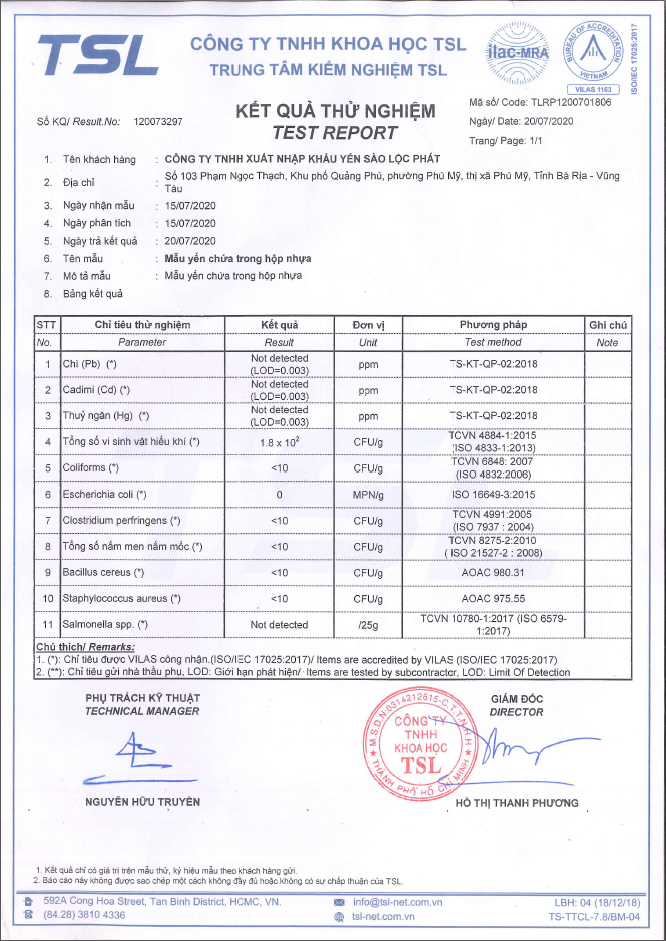 TSL
CÔNG TY TNHH KHOA HỌC TSL
TRUNG TÂM KIỂM NGHIỆM TSL
ilac-MRA
BUREAU OF ACCREDITATION
VIETNAM
VILAS 1163
ISO/IEC 17025:2017
Số KQ/ Result.No: 120073297
KẾT QUẢ THỬ NGHIỆM
TEST REPORT
Mã số/ Code: TLRP1200701806
Ngày/ Date: 20/07/2020
Trang/ Page: 1/1
1. Tên khách hàng : CÔNG TY TNHH XUẤT NHẬP KHẨU YẾN SÀO LỘC PHÁT
2. Địa chỉ : Số 103 Phạm Ngọc Thạch, Khu phố Quảng Phú, phường Phú Mỹ, thị xã Phú Mỹ, Tỉnh Bà Rịa - Vũng
Tàu
3. Ngày nhận mẫu : 15/07/2020
4. Ngày phân tích : 15/07/2020
5. Ngày trả kết quả : 20/07/2020
6. Tên mẫu : Mẫu yến chứa trong hộp nhựa
7. Mô tả mẫu : Mẫu yến chứa trong hộp nhựa
8. Bảng kết quả
STT Chỉ tiêu thử nghiệm Kết quả Đơn vị Phương pháp Ghi chú
No. Parameter Result Unit Test method Note
1 Chì (Pb) (*) Not detected (LOD=0.003) ppm TS-KT-QP-02:2018
2 Cadimi (Cd) (*) Not detected (LOD=0.003) ppm TS-KT-QP-02:2018
3 Thuỷ ngân (Hg) (*) Not detected (LOD=0.003) ppm TS-KT-QP-02:2018
4 Tổng số vi sinh vật hiếu khí (*) 1.8 x 10² CFU/g TCVN 4884-1:2015 (ISO 4833-1:2013)
5 Coliforms (*) <10 CFU/g TCVN 6848: 2007 (ISO 4832:2006)
6 Escherichia coli (*) 0 MPN/g ISO 16649-3:2015
7 Clostridium perfringens (*) <10 CFU/g TCVN 4991:2005 (ISO 7937 : 2004)
8 Tổng số nấm men nấm mốc (*) <10 CFU/g TCVN 8275-2:2010 ( ISO 21527-2 : 2008)
9 Bacillus cereus (*) <10 CFU/g AOAC 980.31
10 Staphylococcus aureus (*) <10 CFU/g AOAC 975.55
11 Salmonella spp. (*) Not detected /25g TCVN 10780-1:2017 (ISO 6579-1:2017)
Chú thích/ Remarks:
1. (*): Chỉ tiêu được VILAS công nhận.(ISO/IEC 17025:2017)/ Items are accredited by VILAS (ISO/IEC 17025:2017)
2. (**): Chỉ tiêu gửi nhà thầu phụ, LOD: Giới hạn phát hiện/ Items are tested by subcontractor, LOD: Limit Of Detection
PHỤ TRÁCH KỸ THUẬT
TECHNICAL MANAGER
GIÁM ĐỐC
DIRECTOR
M.S.D.N:0314212615-C.T.T.N.H.H
CÔNG TY
TNHH
KHOA HỌC
TSL
THÀNH PHỐ HỒ CHÍ MINH
NGUYỄN HỮU TRUYỀN
HỒ THỊ THANH PHƯƠNG
1. Kết quả chỉ có giá trị trên mẫu thử, ký hiệu mẫu theo khách hàng gửi.
2. Báo cáo này không được sao chép một cách không đầy đủ hoặc không có sự chấp thuận của TSL.
592A Cong Hoa Street, Tan Binh District, HCMC, VN.
(84.28) 3810 4336
info@tsl-net.com.vn
tsl-net.com.vn
LBH: 04 (18/12/18)
TS-TTCL-7.8/BM-04